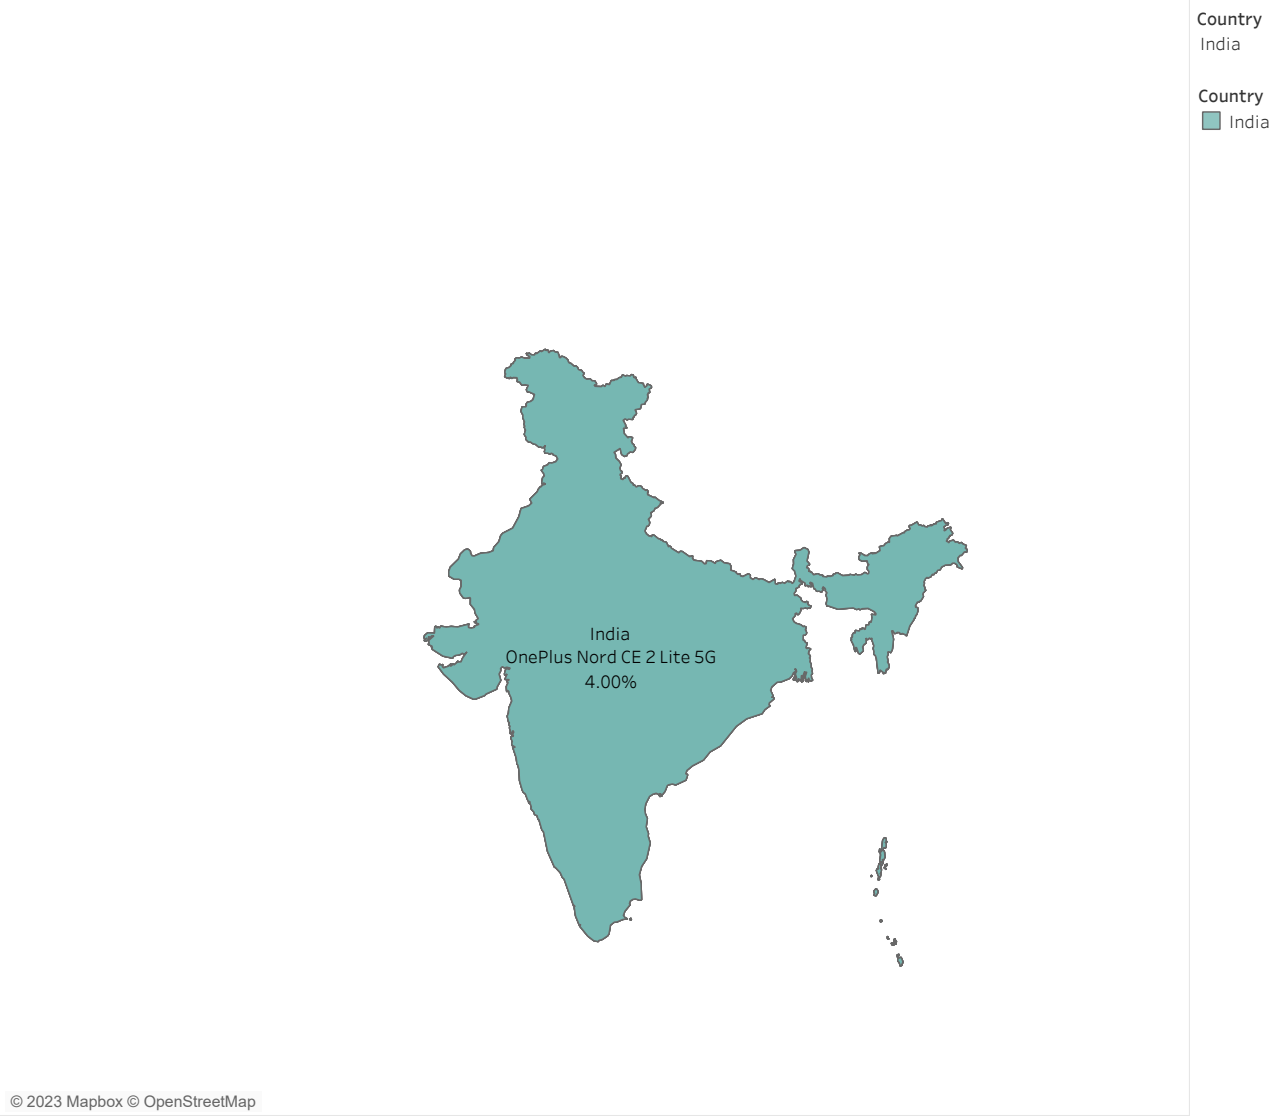 Country
India
Country
India
India
OnePlus Nord CE 2 Lite 5G
4.00%
© 2023 Mapbox © OpenStreetMap